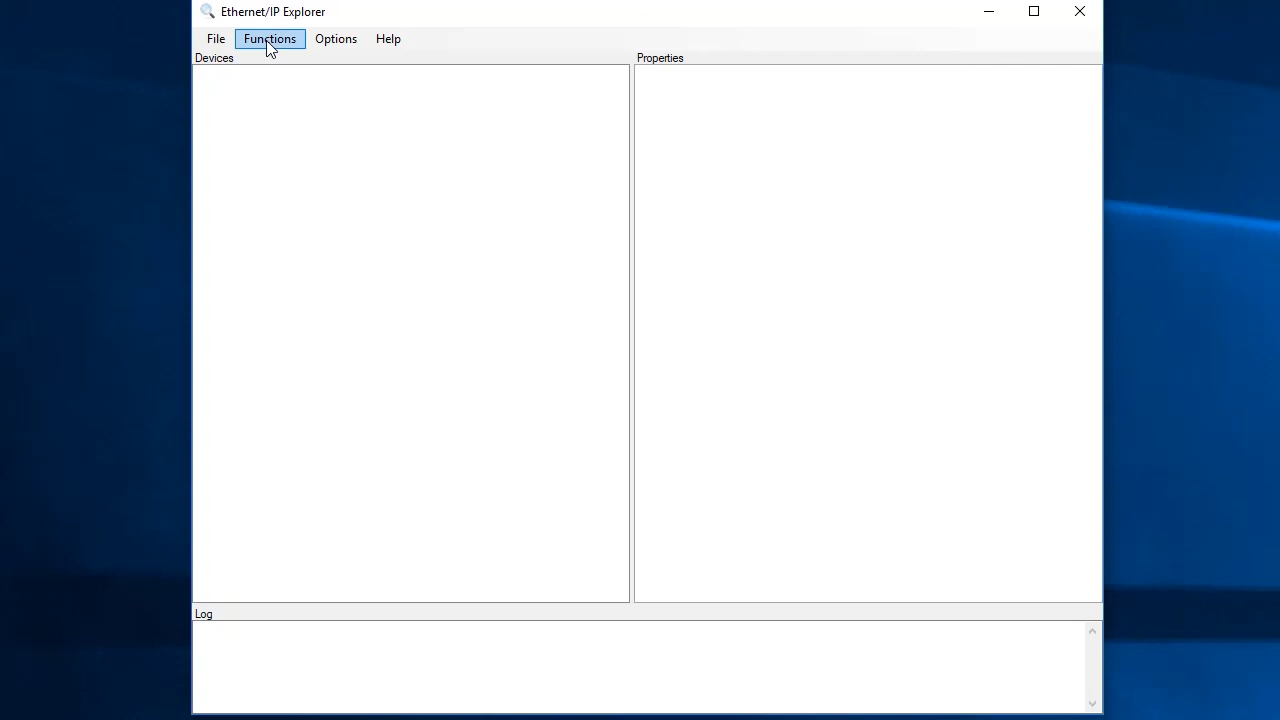 Ethernet/IP Explorer
File Functions Options Help
Devices
Properties
Log